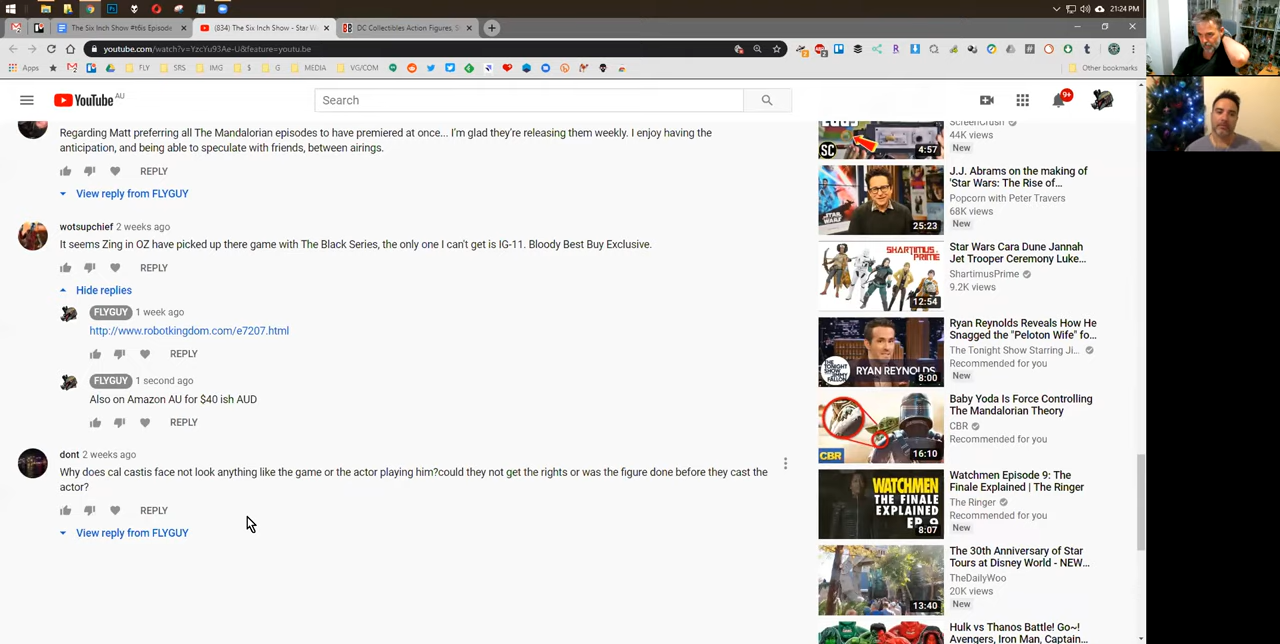 21:24 PM
The Six Inch Show #t6is Episode
(834) The Six Inch Show - Star W
DC Collectibles Action Figures, S
youtube.com/watch?v=YzcYu93Ae-U&feature=youtu.be
Apps
FLY
SRS
IMG
$
G
MEDIA
VG/COM
Other bookmarks
YouTube AU
Search
9+
Regarding Matt preferring all The Mandalorian episodes to have premiered at once... I'm glad they're releasing them weekly. I enjoy having the
anticipation, and being able to speculate with friends, between airings.
REPLY
View reply from FLYGUY
wotsupchief 2 weeks ago
It seems Zing in OZ have picked up there game with The Black Series, the only one I can't get is IG-11. Bloody Best Buy Exclusive.
REPLY
Hide replies
FLYGUY 1 week ago
http://www.robotkingdom.com/e7207.html
REPLY
FLYGUY 1 second ago
Also on Amazon AU for $40 ish AUD
REPLY
dont 2 weeks ago
Why does cal castis face not look anything like the game or the actor playing him?could they not get the rights or was the figure done before they cast the
actor?
REPLY
View reply from FLYGUY
SC
4:57
ScreenCrush
44K views
New
25:23
J.J. Abrams on the making of
'Star Wars: The Rise of...
Popcorn with Peter Travers
68K views
New
SHARTIMUS PRIME
12:54
Star Wars Cara Dune Jannah
Jet Trooper Ceremony Luke...
ShartimusPrime
9.2K views
RYAN REYNOLDS
8:00
Ryan Reynolds Reveals How He
Snagged the "Peloton Wife" fo...
The Tonight Show Starring Ji...
Recommended for you
New
CBR
16:10
Baby Yoda Is Force Controlling
The Mandalorian Theory
CBR
Recommended for you
WATCHMEN
THE FINALE
EXPLAINED
EP. 9
8:07
Watchmen Episode 9: The
Finale Explained | The Ringer
The Ringer
Recommended for you
New
13:40
The 30th Anniversary of Star
Tours at Disney World - NEW...
TheDailyWoo
20K views
New
Hulk vs Thanos Battle! Go~!
Avengers, Iron Man, Captain...